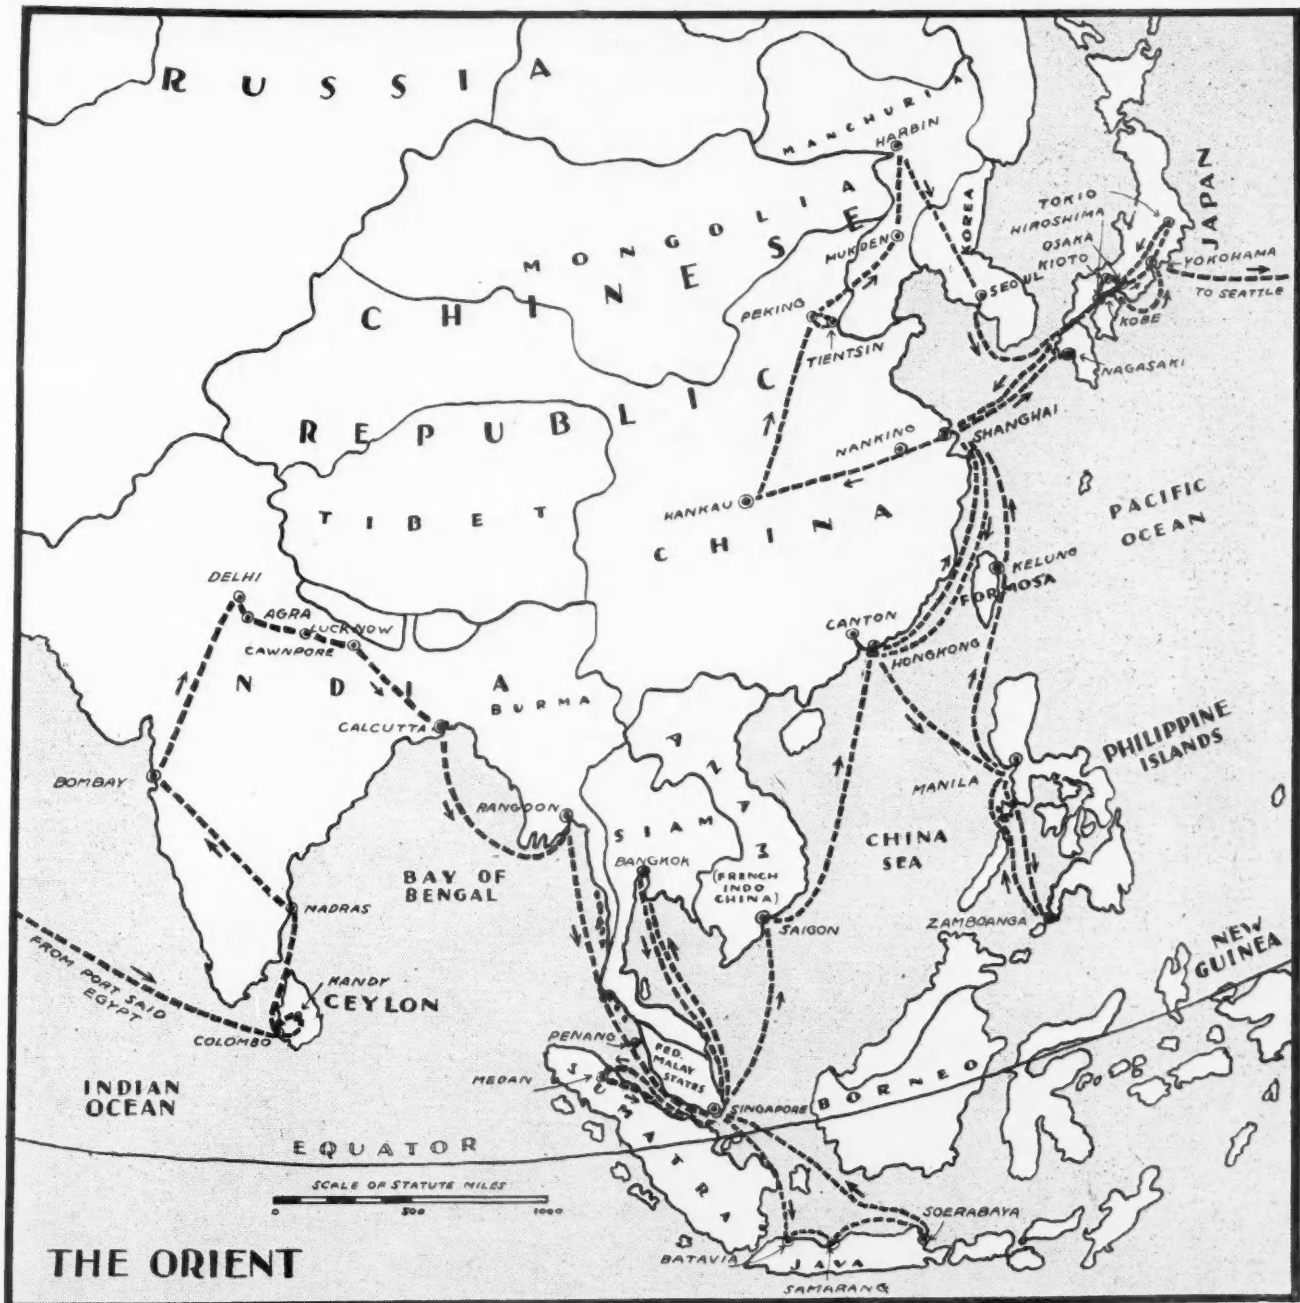 RUSSIA
MANCHURIA
HARBIN
MONGOLIA
CHINESE
REPUBLIC
MUKDEN
KOREA
JAPAN
TOKIO
HIROSHIMA
OSAKA
KIOTO
YOKOHAMA
TO SEATTLE
SEOUL
KOBE
PEKING
TIENTSIN
NAGASAKI
NANKING
SHANGHAI
HANKAU
TIBET
CHINA
PACIFIC
OCEAN
DELHI
AGRA
LUCKNOW
CAWNPORE
KELUNG
FORMOSA
CANTON
HONGKONG
NDIA
BURMA
CALCUTTA
BOMBAY
RANGOON
SIAM
BANGKOK
ANAM
(FRENCH
INDO
CHINA)
MANILA
PHILIPPINE
ISLANDS
CHINA
SEA
BAY OF
BENGAL
MADRAS
SAIGON
ZAMBOANGA
NEW
GUINEA
FROM PORT SAID
EGYPT
KANDY
CEYLON
COLOMBO
PENANG
FED.
MALAY
STATES
MEDAN
SUMATRA
SINGAPORE
BORNEO
INDIAN
OCEAN
EQUATOR
SCALE OF STATUTE MILES
0 500 1000
SOERABAYA
BATAVIA
JAVA
SAMARANG
THE ORIENT